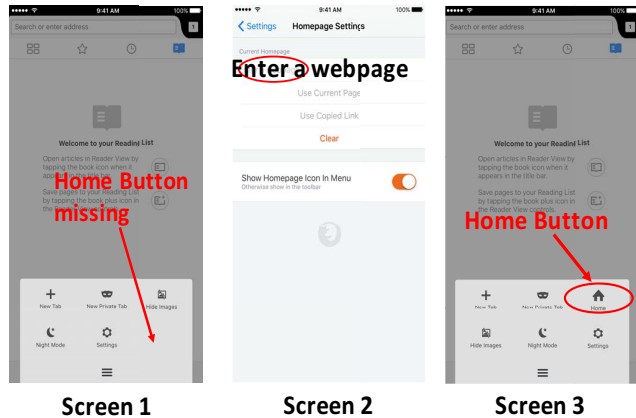 9:41 AM 100%
Search or enter address 1
Welcome to your Reading List
Open articles in Reader View by
tapping the book icon when it
appears in the title bar.
Save pages to your Reading List
by tapping the book plus icon in
the Reader View controls.
Home Button
missing
New Tab New Private Tab Hide Images
Night Mode Settings
Screen 1
9:41 AM 100%
Settings Homepage Settings
Current Homepage
Enter a webpage
Use Current Page
Use Copied Link
Clear
Show Homepage Icon In Menu
Otherwise show in the toolbar
Screen 2
9:41 AM 100%
Search or enter address 1
Welcome to your Reading List
Open articles in Reader View by
tapping the book icon when it
appears in the title bar.
Save pages to your Reading List
by tapping the book plus icon in
the Reader View controls.
Home Button
New Tab New Private Tab Home
Hide Images Night Mode Settings
Screen 3